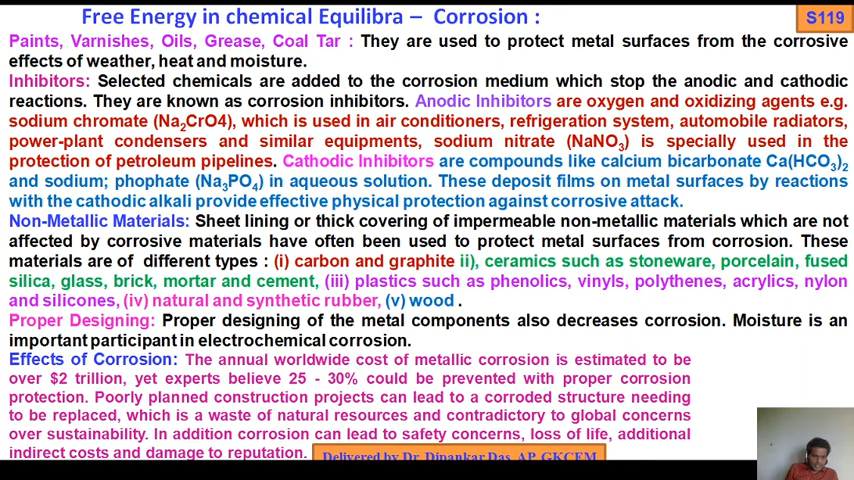 Free Energy in chemical Equilibra – Corrosion :
S119
Paints, Varnishes, Oils, Grease, Coal Tar : They are used to protect metal surfaces from the corrosive
effects of weather, heat and moisture.
Inhibitors: Selected chemicals are added to the corrosion medium which stop the anodic and cathodic
reactions. They are known as corrosion inhibitors. Anodic Inhibitors are oxygen and oxidizing agents e.g.
sodium chromate (Na₂CrO4), which is used in air conditioners, refrigeration system, automobile radiators,
power-plant condensers and similar equipments, sodium nitrate (NaNO₃) is specially used in the
protection of petroleum pipelines. Cathodic Inhibitors are compounds like calcium bicarbonate Ca(HCO₃)₂
and sodium; phophate (Na₃PO₄) in aqueous solution. These deposit films on metal surfaces by reactions
with the cathodic alkali provide effective physical protection against corrosive attack.
Non-Metallic Materials: Sheet lining or thick covering of impermeable non-metallic materials which are not
affected by corrosive materials have often been used to protect metal surfaces from corrosion. These
materials are of different types : (i) carbon and graphite ii), ceramics such as stoneware, porcelain, fused
silica, glass, brick, mortar and cement, (iii) plastics such as phenolics, vinyls, polythenes, acrylics, nylon
and silicones, (iv) natural and synthetic rubber, (v) wood .
Proper Designing: Proper designing of the metal components also decreases corrosion. Moisture is an
important participant in electrochemical corrosion.
Effects of Corrosion: The annual worldwide cost of metallic corrosion is estimated to be
over $2 trillion, yet experts believe 25 - 30% could be prevented with proper corrosion
protection. Poorly planned construction projects can lead to a corroded structure needing
to be replaced, which is a waste of natural resources and contradictory to global concerns
over sustainability. In addition corrosion can lead to safety concerns, loss of life, additional
indirect costs and damage to reputation.
Delivered by Dr. Dipankar Das, AP, GKCEM